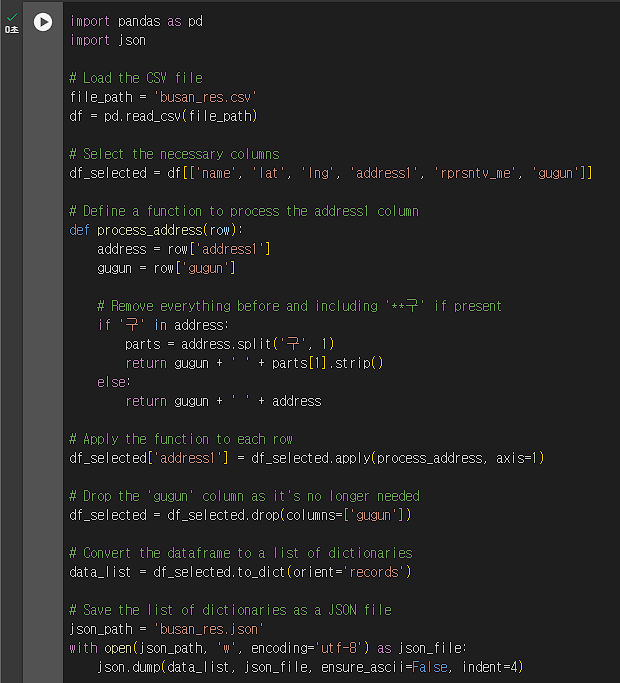 0초
import pandas as pd
import json
# Load the CSV file
file_path = 'busan_res.csv'
df = pd.read_csv(file_path)
# Select the necessary columns
df_selected = df[['name', 'lat', 'lng', 'address1', 'rprsntv_me', 'gugun']]
# Define a function to process the address1 column
def process_address(row):
    address = row['address1']
    gugun = row['gugun']
    # Remove everything before and including '**구' if present
    if '구' in address:
        parts = address.split('구', 1)
        return gugun + ' ' + parts[1].strip()
    else:
        return gugun + ' ' + address
# Apply the function to each row
df_selected['address1'] = df_selected.apply(process_address, axis=1)
# Drop the 'gugun' column as it's no longer needed
df_selected = df_selected.drop(columns=['gugun'])
# Convert the dataframe to a list of dictionaries
data_list = df_selected.to_dict(orient='records')
# Save the list of dictionaries as a JSON file
json_path = 'busan_res.json'
with open(json_path, 'w', encoding='utf-8') as json_file:
    json.dump(data_list, json_file, ensure_ascii=False, indent=4)